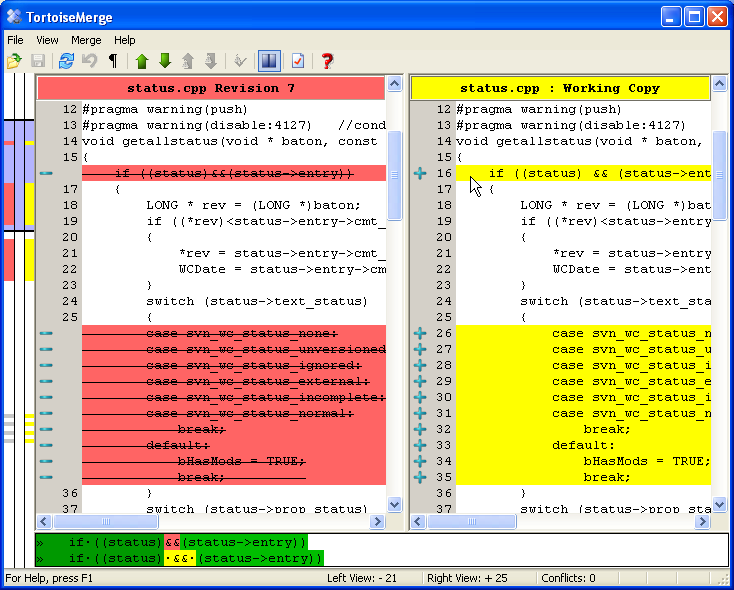 TortoiseMerge
File View Merge Help
status.cpp Revision 7
12 #pragma warning(push)
13 #pragma warning(disable:4127) //cond
14 void getallstatus(void * baton, const
15 {
if ((status)&&(status->entry))
17 {
18 LONG * rev = (LONG *)baton;
19 if ((*rev)<status->entry->cmt_
20 {
21 *rev = status->entry->cmt_
22 WCDate = status->entry->cm
23 }
24 switch (status->text_status)
25 {
case svn_wc_status_none:
case svn_wc_status_unversioned
case svn_wc_status_ignored:
case svn_wc_status_external:
case svn_wc_status_incomplete:
case svn_wc_status_normal:
break;
default:
bHasMods = TRUE;
break;
36 }
37 switch (status->prop_status)
status.cpp : Working Copy
12 #pragma warning(push)
13 #pragma warning(disable:4127)
14 void getallstatus(void * baton,
15 {
16 if ((status) && (status->ent
17 {
18 LONG * rev = (LONG *)bat
19 if ((*rev)<status->entry
20 {
21 *rev = status->entry
22 WCDate = status->ent
23 }
24 switch (status->text_sta
25 {
26 case svn_wc_status_n
27 case svn_wc_status_u
28 case svn_wc_status_i
29 case svn_wc_status_e
30 case svn_wc_status_i
31 case svn_wc_status_n
32 break;
33 default:
34 bHasMods = TRUE;
35 break;
36 }
37 switch (status->prop_sta
» if·((status)&&(status->entry))
» if·((status)·&&·(status->entry))
For Help, press F1 Left View: - 21 Right View: + 25 Conflicts: 0